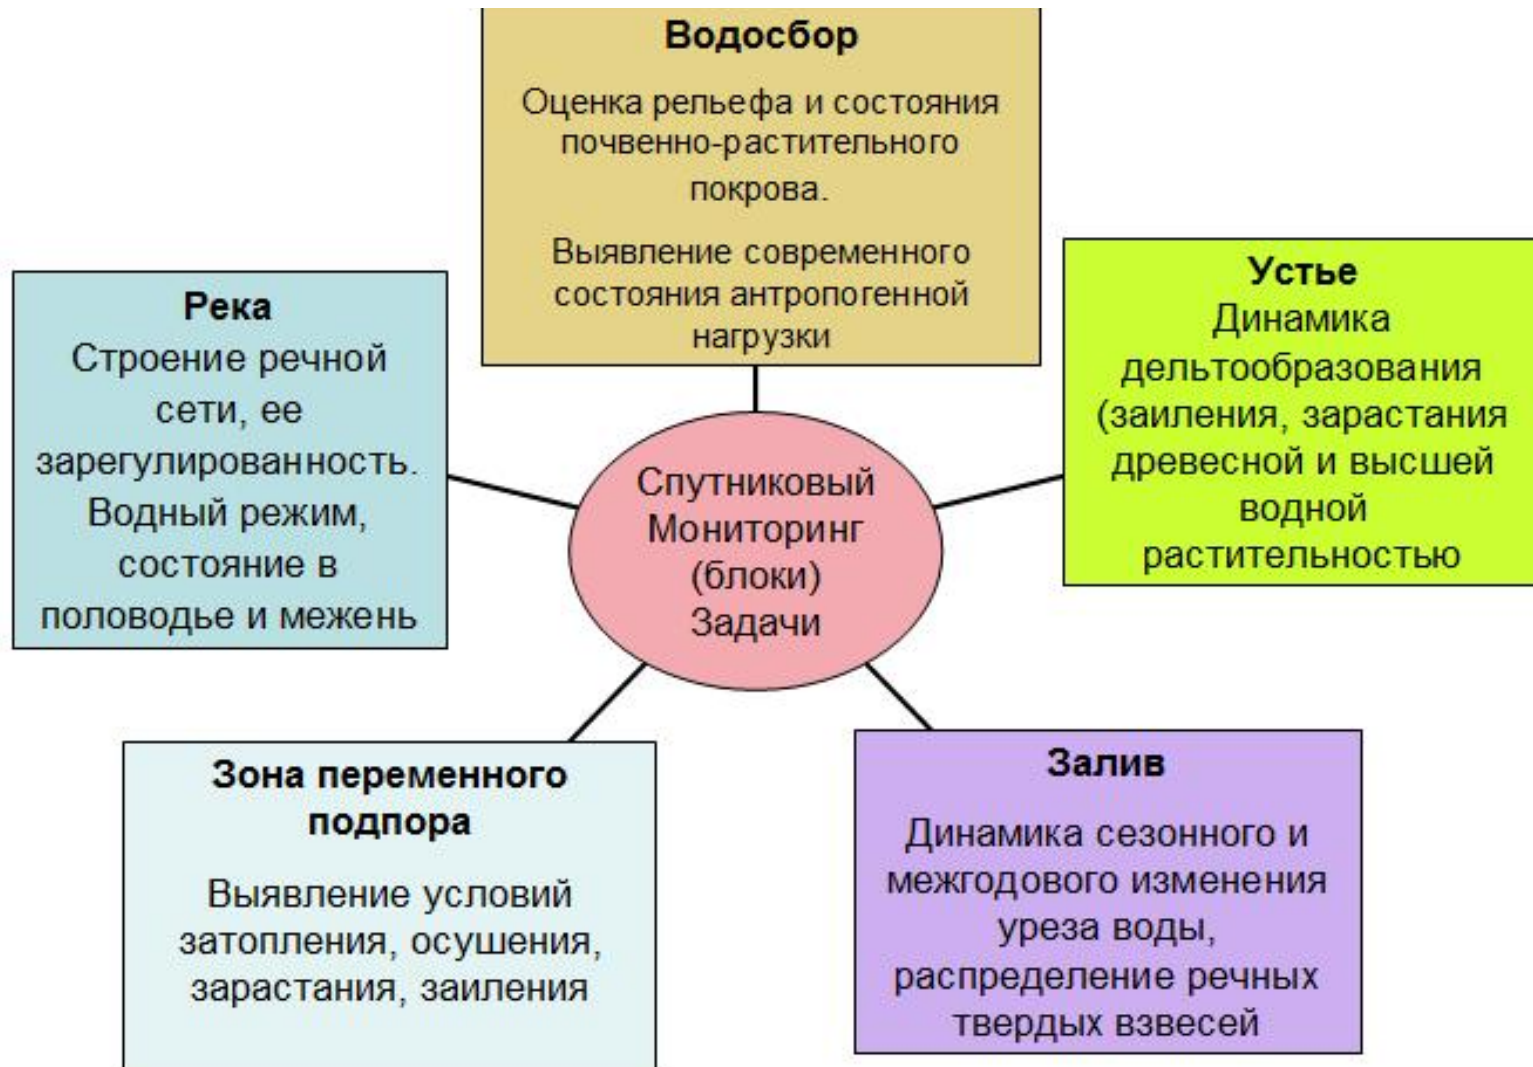 Водосбор
Оценка рельефа и состояния
почвенно-растительного
покрова.
Выявление современного
состояния антропогенной
нагрузки
Река
Строение речной
сети, ее
зарегулированность.
Водный режим,
состояние в
половодье и межень
Устье
Динамика
дельтообразования
(заиления, зарастания
древесной и высшей
водной
растительностью
Спутниковый
Мониторинг
(блоки)
Задачи
Зона переменного
подпора
Выявление условий
затопления, осушения,
зарастания, заиления
Залив
Динамика сезонного и
межгодового изменения
уреза воды,
распределение речных
твердых взвесей